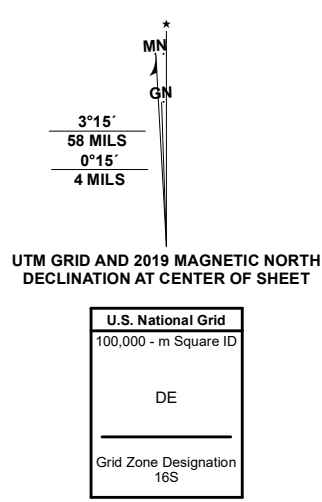 MN
GN
3°15´
58 MILS
0°15´
4 MILS
UTM GRID AND 2019 MAGNETIC NORTH
DECLINATION AT CENTER OF SHEET
U.S. National Grid
100,000 - m Square ID
DE
Grid Zone Designation
16S